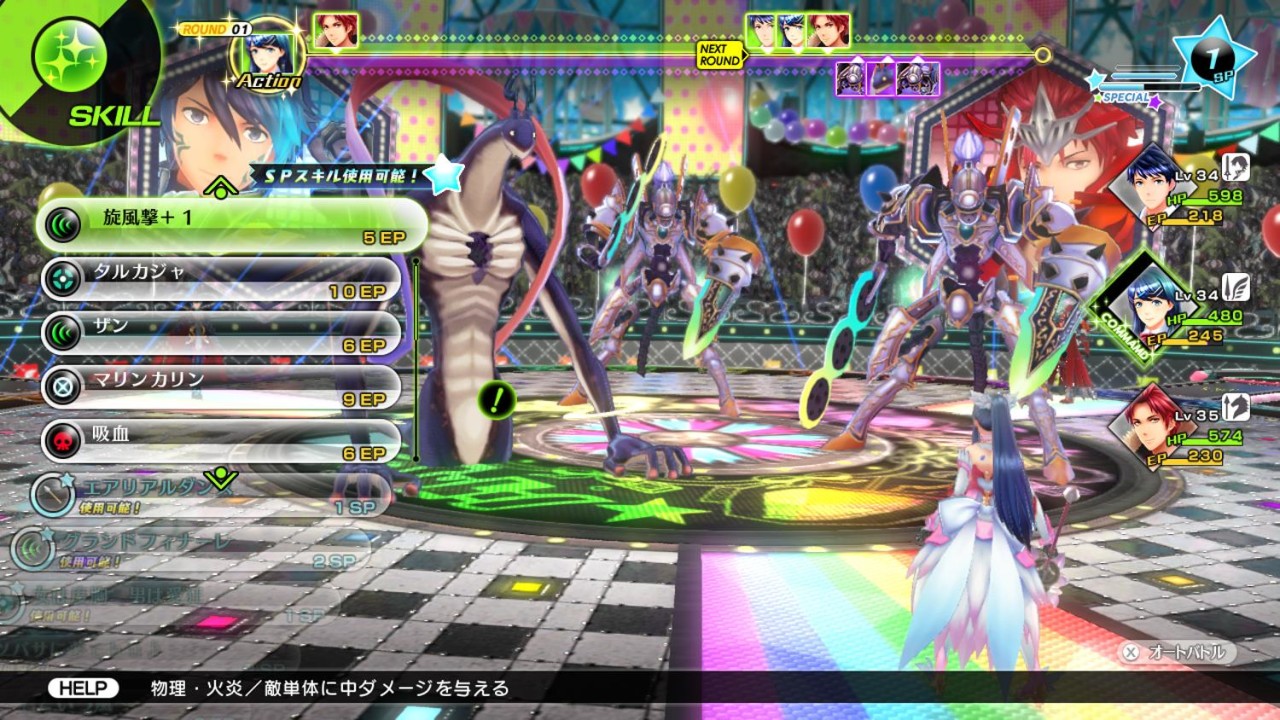 ROUND 01
Action
NEXT
ROUND
1
SP
SPECIAL
SKILL
SPスキル使用可能!
旋風撃+1
5 EP
タルカジャ
10 EP
ザン
6 EP
マリンカリン
9 EP
吸血
6 EP
エアリアルダンス
使用可能!
1 SP
グランドフィナーレ
使用可能!
2 SP
使用可能!
1 SP
Lv 34
HP 598
EP 218
COMMAND
Lv 34
HP 480
EP 245
Lv 35
HP 574
EP 230
! 
X オートバトル
HELP 物理・火炎/敵単体に中ダメージを与える